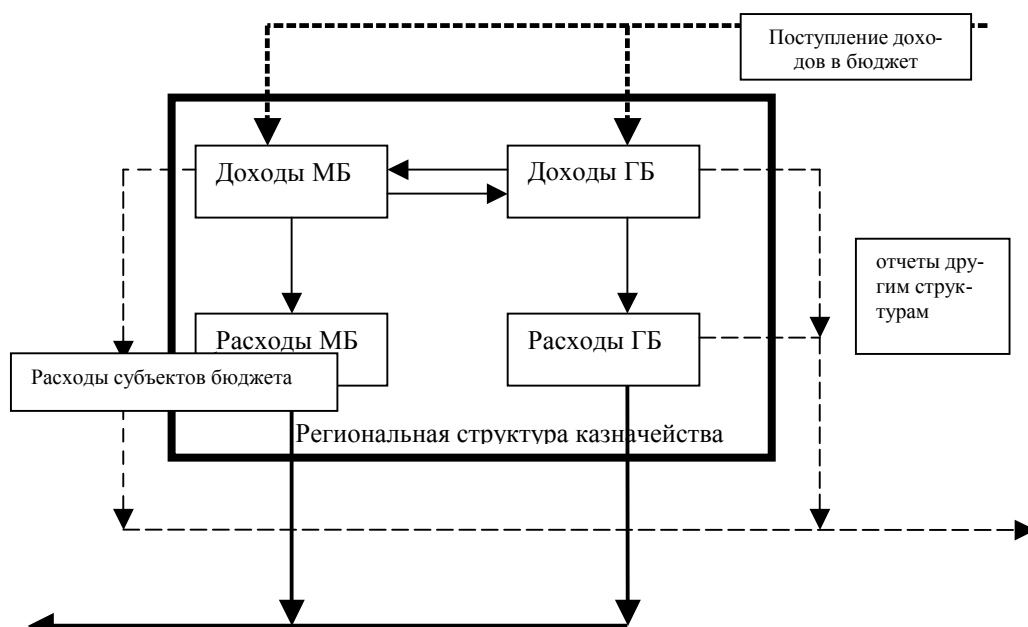 Поступление дохо-
дов в бюджет
Доходы МБ
Доходы ГБ
отчеты дру-
гим струк-
турам
Расходы МБ
Расходы ГБ
Расходы субъектов бюджета
Региональная структура казначейства